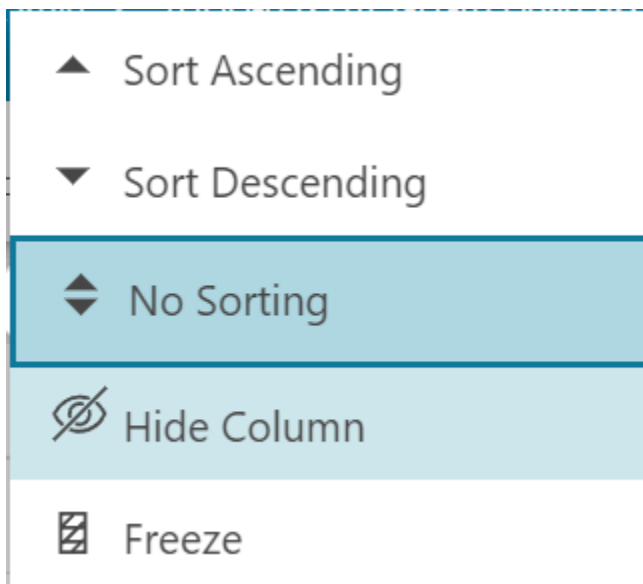 Sort Ascending
Sort Descending
No Sorting
Hide Column
Freeze